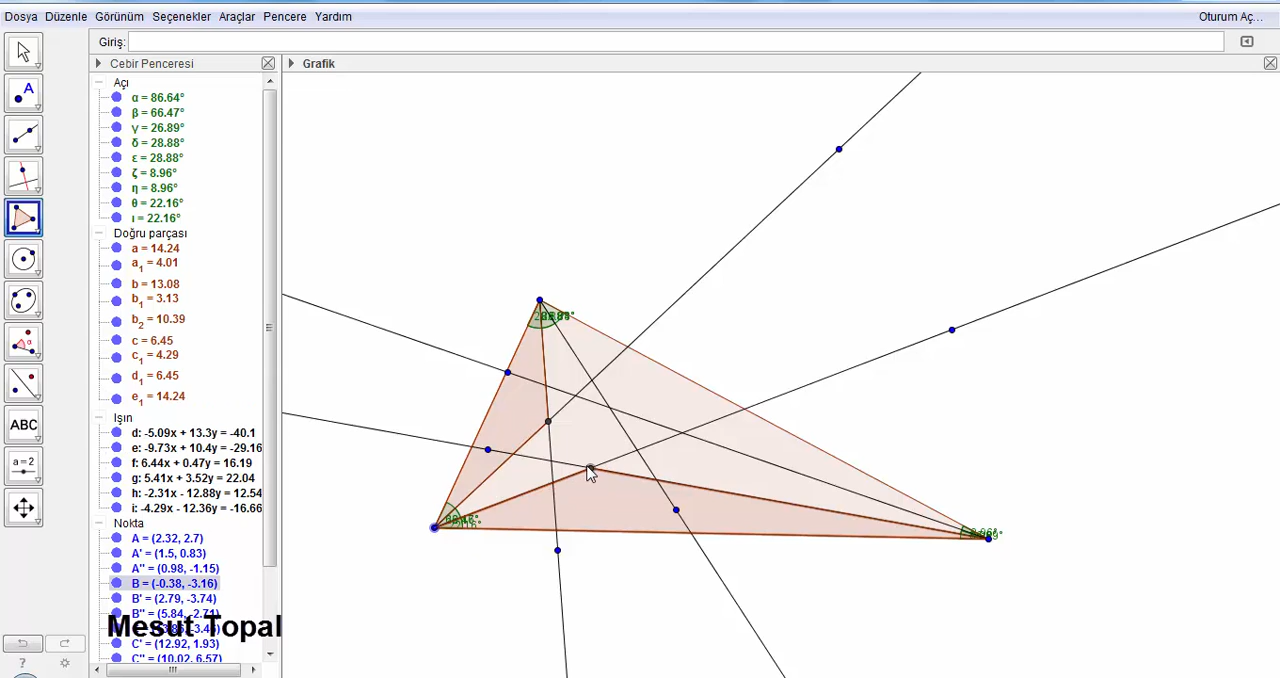 Dosya Düzenle Görünüm Seçenekler Araçlar Pencere Yardım Oturum Aç...
Giriş:
Cebir Penceresi
Grafik
Açı
α = 86.64°
β = 66.47°
γ = 26.89°
δ = 28.88°
ε = 28.88°
ζ = 8.96°
η = 8.96°
θ = 22.16°
ι = 22.16°
Doğru parçası
a = 14.24
a1 = 4.01
b = 13.08
b1 = 3.13
b2 = 10.39
c = 6.45
c1 = 4.29
d1 = 6.45
e1 = 14.24
Işın
d: -5.09x + 13.3y = -40.1
e: -9.73x + 10.4y = -29.16
f: 6.44x + 0.47y = 16.19
g: 5.41x + 3.52y = 22.04
h: -2.31x - 12.88y = 12.54
i: -4.29x - 12.36y = -16.66
Nokta
A = (2.32, 2.7)
A' = (1.5, 0.83)
A'' = (0.98, -1.15)
B = (-0.38, -3.16)
B' = (2.79, -3.74)
B'' = (5.84, -2.71)
Mesut Topal
C' = (12.92, 1.93)
C'' = (10.02, 6.57)
A
α
ABC
a = 2